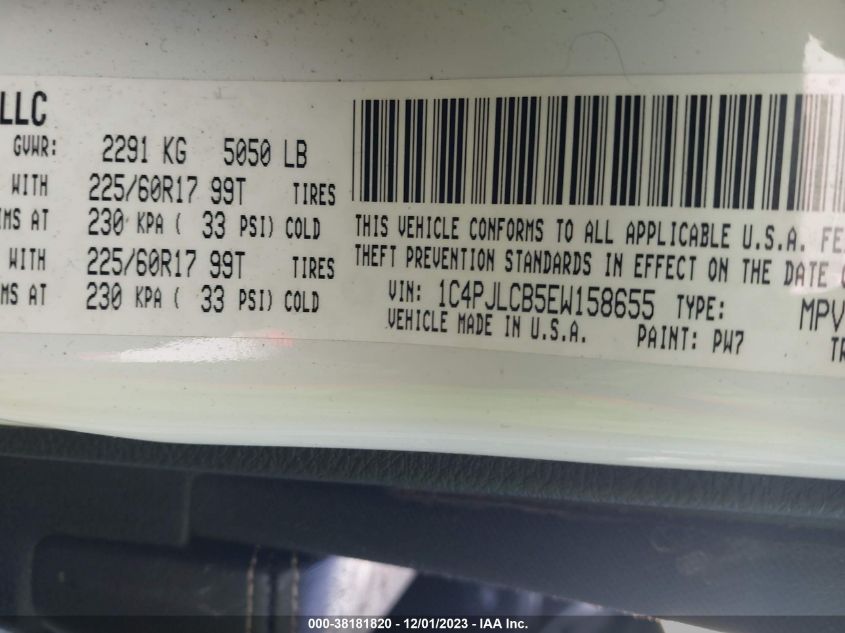 LLC
GVWR: 2291 KG 5050 LB
WITH 225/60R17 99T TIRES
MS AT 230 KPA ( 33 PSI) COLD
WITH 225/60R17 99T TIRES
MS AT 230 KPA ( 33 PSI) COLD
THIS VEHICLE CONFORMS TO ALL APPLICABLE U.S.A. FE
THEFT PREVENTION STANDARDS IN EFFECT ON THE DATE O
VIN: 1C4PJLCB5EW158655 TYPE: MPV
VEHICLE MADE IN U.S.A. PAINT: PW7 TR
000-38181820 - 12/01/2023 - IAA Inc.